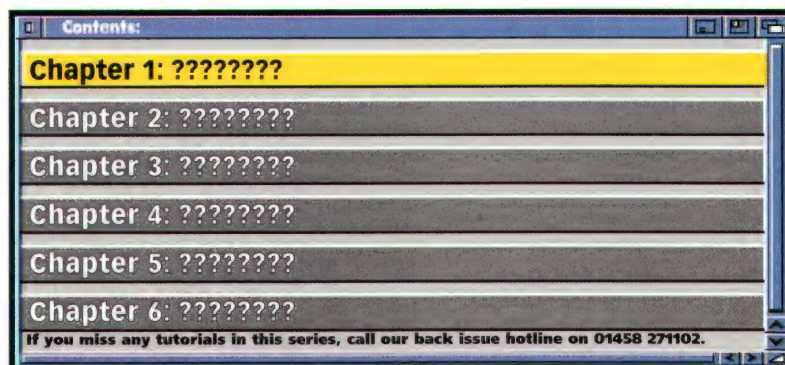 Contents:
Chapter 1: ????????
Chapter 2: ????????
Chapter 3: ????????
Chapter 4: ????????
Chapter 5: ????????
Chapter 6: ????????
If you miss any tutorials in this series, call our back issue hotline on 01458 271102.